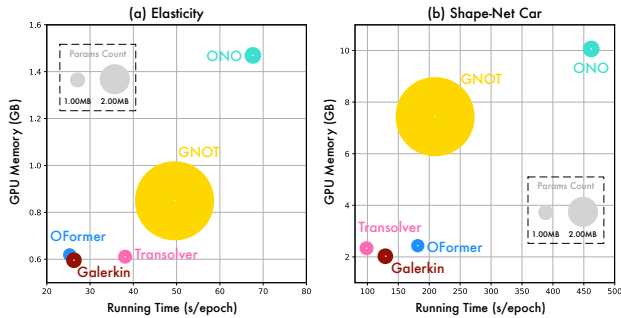 (a) Elasticity
GPU Memory (GB)
1.6
1.4
1.2
1.0
0.8
0.6
Params Count
1.00MB 2.00MB
ONO
GNOT
OFormer
Transolver
Galerkin
20 30 40 50 60 70 80
Running Time (s/epoch)
(b) Shape-Net Car
GPU Memory (GB)
10
8
6
4
2
ONO
GNOT
Params Count
1.00MB 2.00MB
Transolver
OFormer
Galerkin
100 150 200 250 300 350 400 450 500
Running Time (s/epoch)